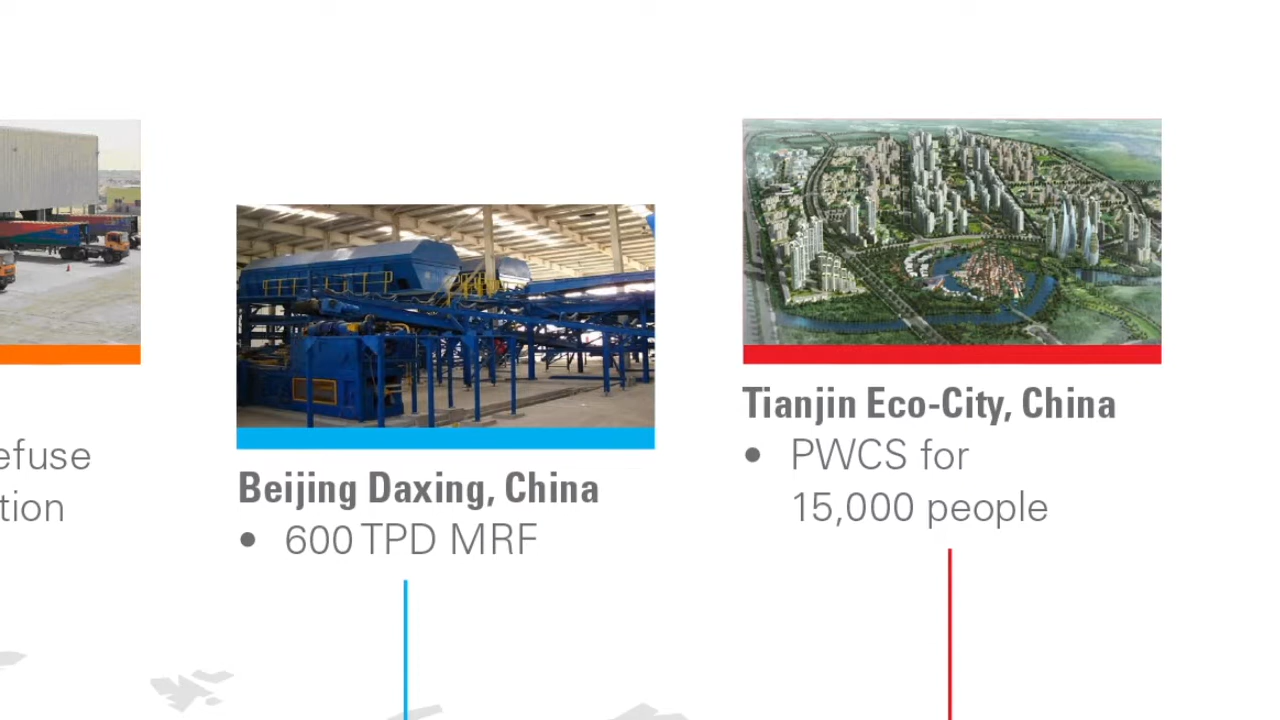 efuse
tion
Beijing Daxing, China
• 600 TPD MRF
Tianjin Eco-City, China
• PWCS for
15,000 people